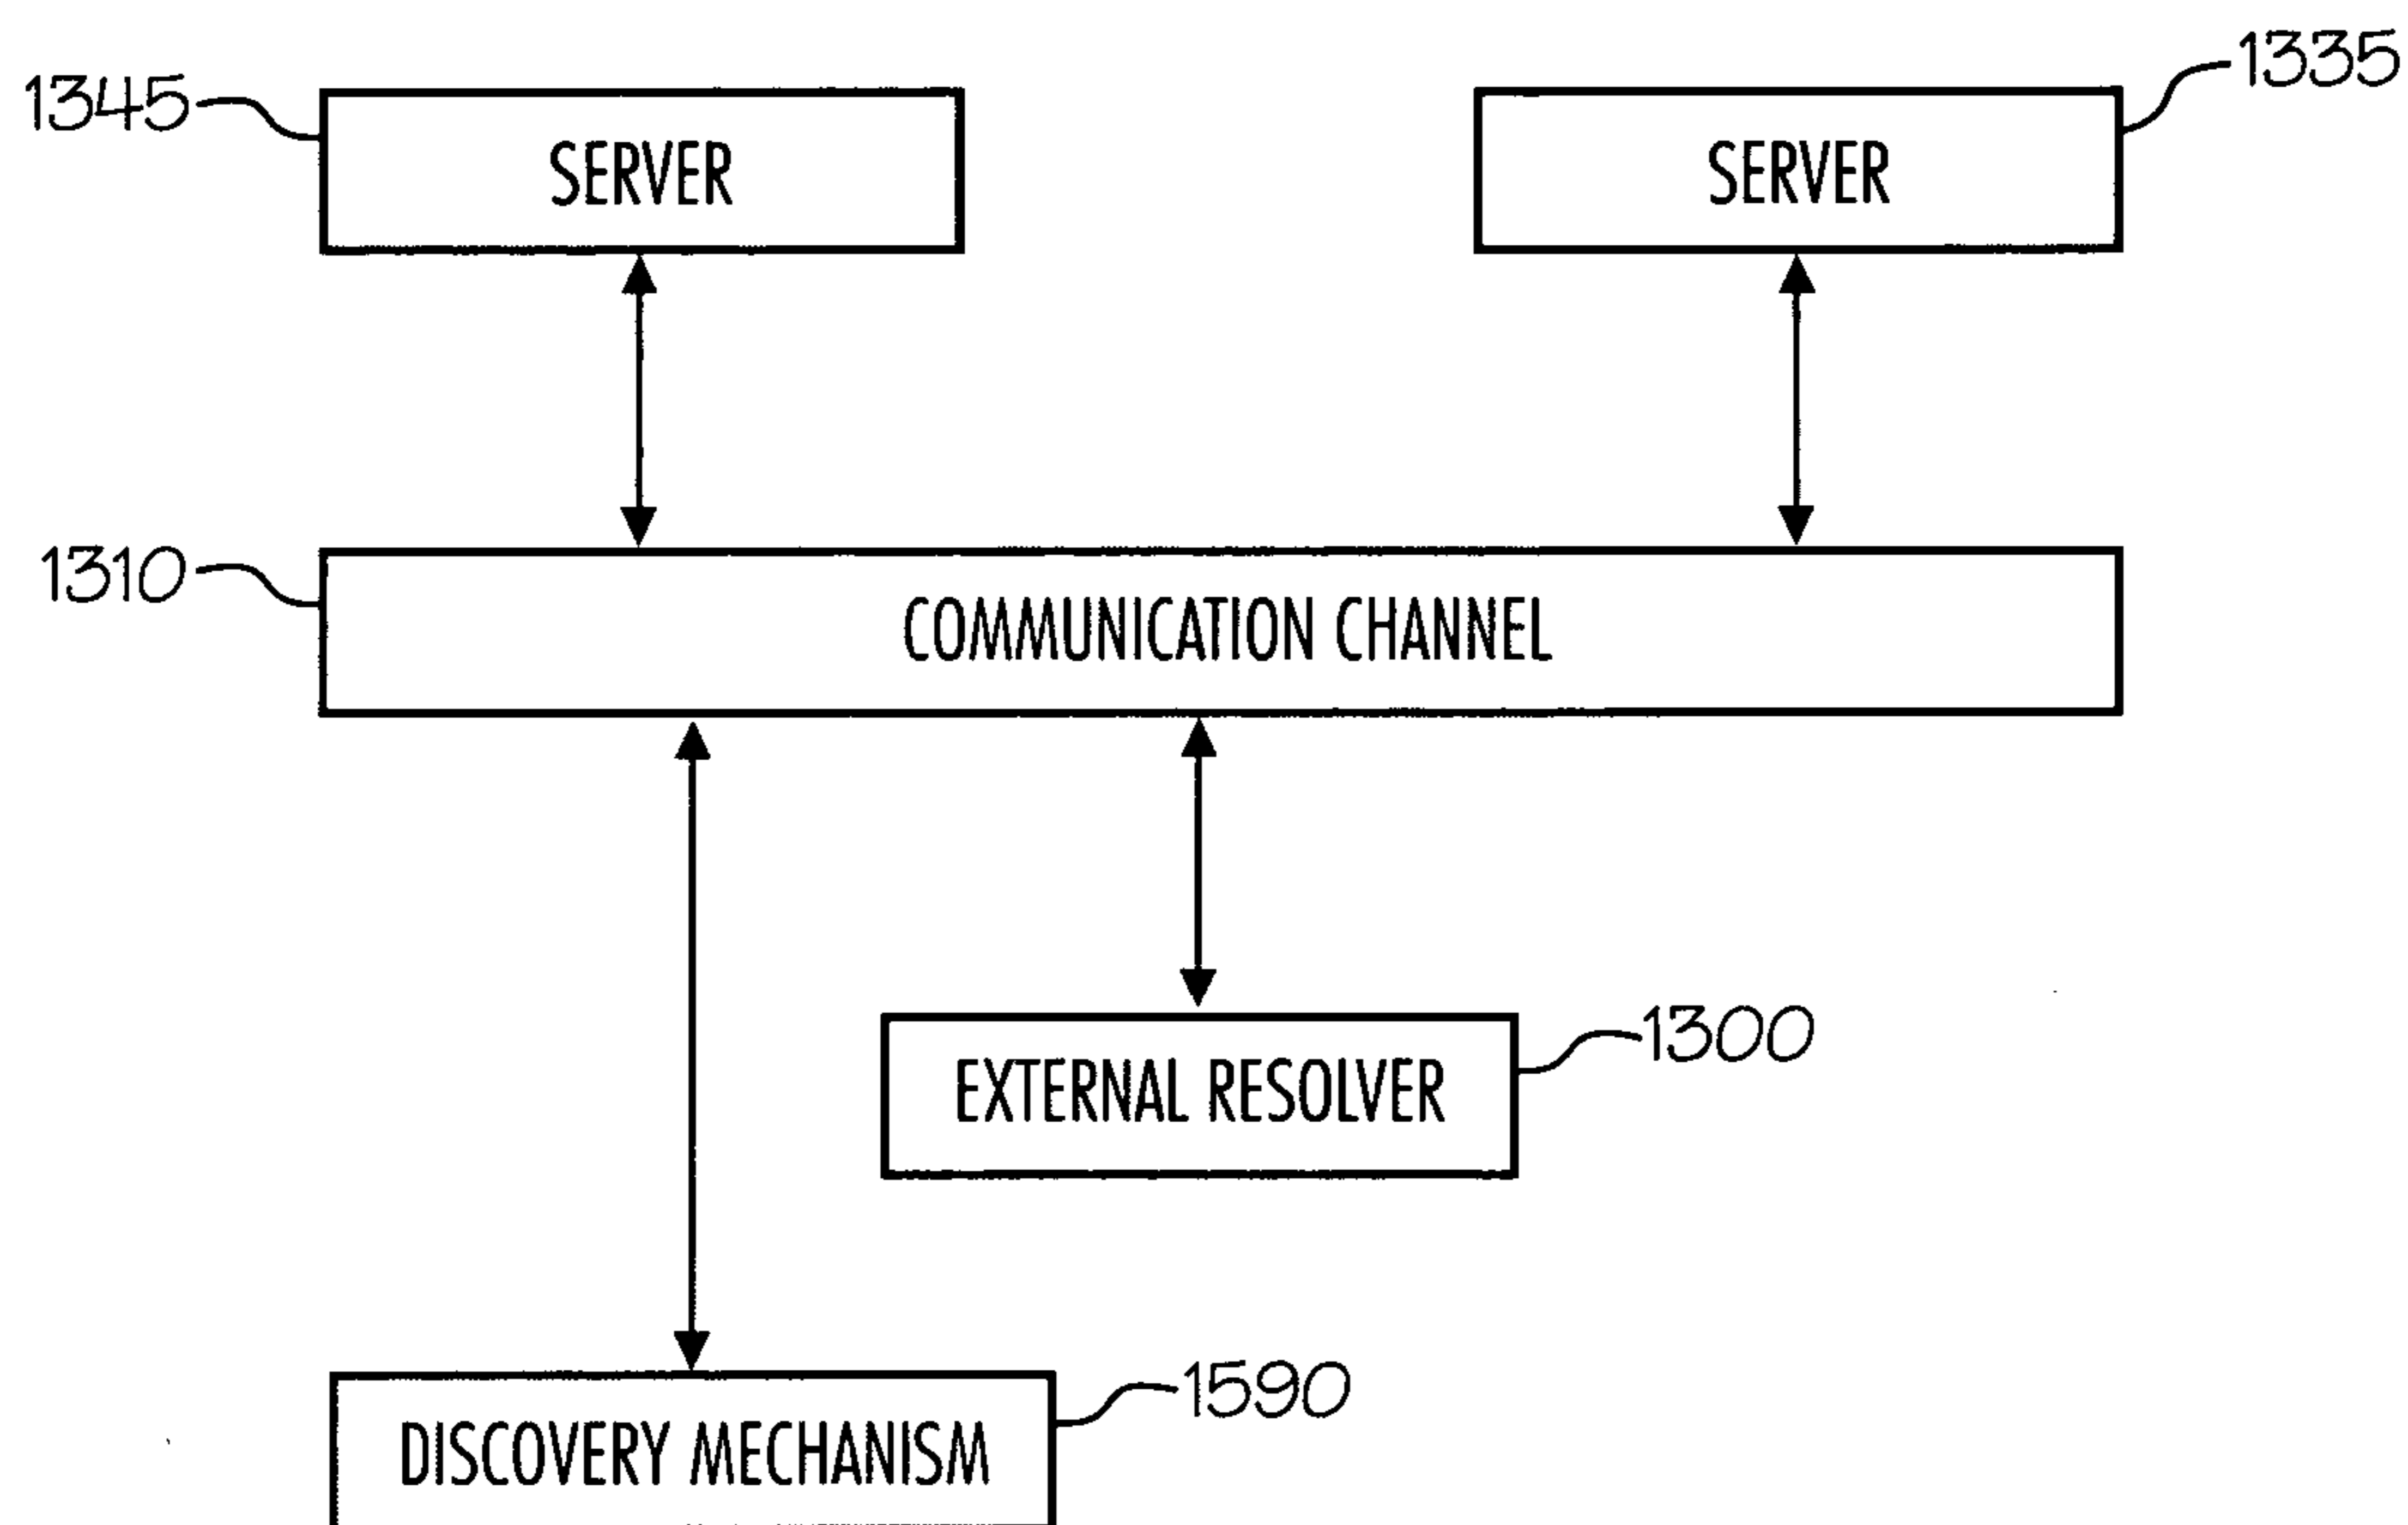 1345
SERVER
SERVER
1335
1310
COMMUNICATION CHANNEL
EXTERNAL RESOLVER
1300
DISCOVERY MECHANISM
1590